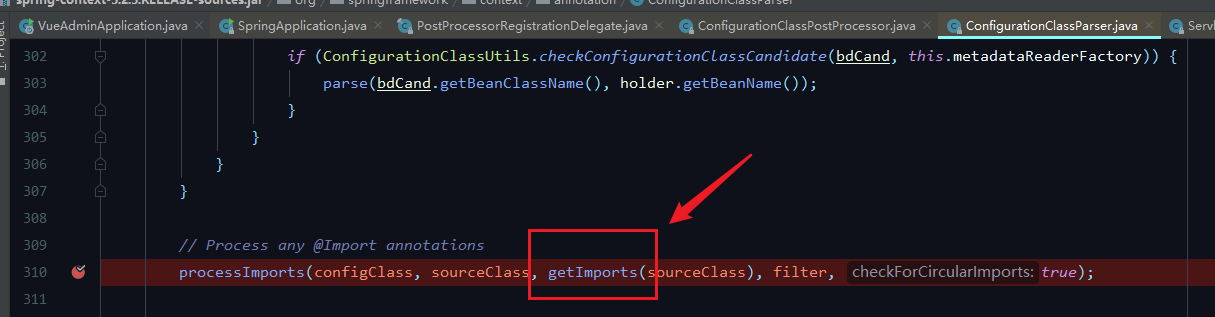 spring-context-5.2.5.RELEASE-sources.jar org springframework context annotation ConfigurationClassParser
Project VueAdminApplication.java SpringApplication.java PostProcessorRegistrationDelegate.java ConfigurationClassPostProcessor.java ConfigurationClassParser.java Servl
302 if (ConfigurationClassUtils.checkConfigurationClassCandidate(bdCand, this.metadataReaderFactory)) {
303 parse(bdCand.getBeanClassName(), holder.getBeanName());
304 }
305 }
306 }
307 }
308
309 // Process any @Import annotations
310 processImports(configClass, sourceClass, getImports(sourceClass), filter, checkForCircularImports: true);
311